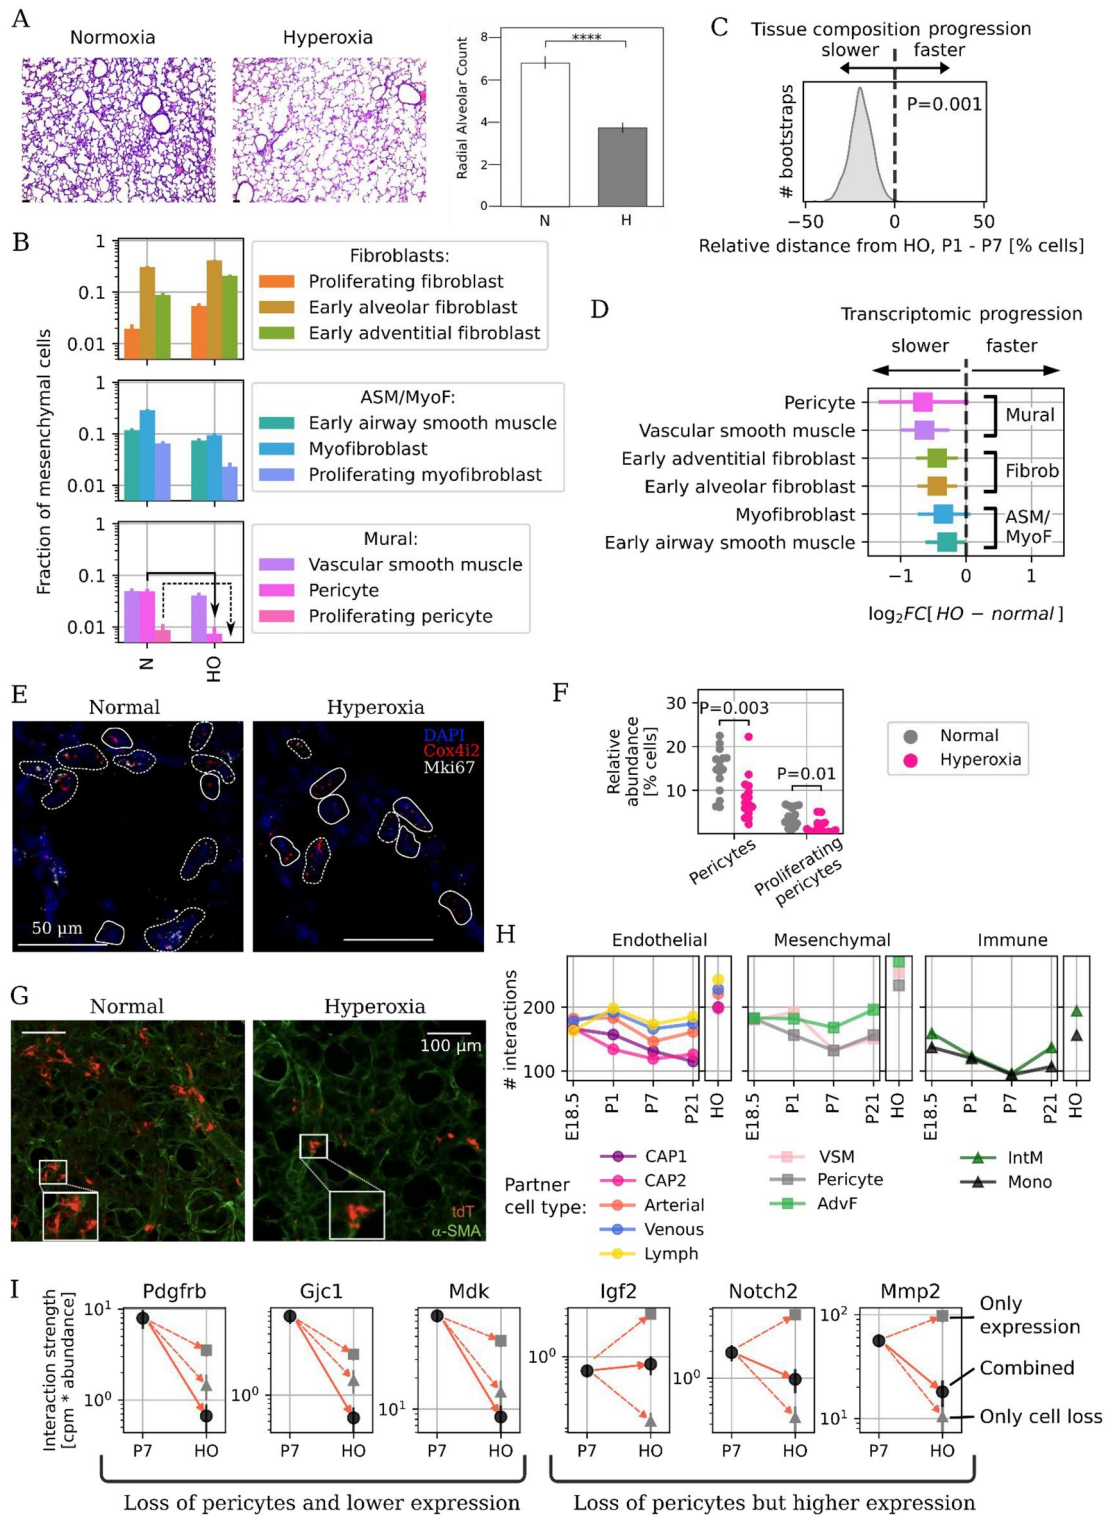 A
Normoxia
Hyperoxia
Radial Alveolar Count
8
6
4
2
0
****
N
H
C
Tissue composition progression
slower
faster
# bootstraps
P=0.001
−50
0
50
Relative distance from HO, P1 - P7 [% cells]
B
Fraction of mesenchymal cells
1
0.1
0.01
Fibroblasts:
Proliferating fibroblast
Early alveolar fibroblast
Early adventitial fibroblast
1
0.1
0.01
ASM/MyoF:
Early airway smooth muscle
Myofibroblast
Proliferating myofibroblast
1
0.1
0.01
Mural:
Vascular smooth muscle
Pericyte
Proliferating pericyte
N
HO
D
Transcriptomic progression
slower
faster
Pericyte
Vascular smooth muscle
Early adventitial fibroblast
Early alveolar fibroblast
Myofibroblast
Early airway smooth muscle
Mural
Fibrob
ASM/
MyoF
−1
0
1
log2FC[HO − normal]
E
Normal
Hyperoxia
DAPI
Cox4i2
Mki67
50 µm
F
Relative
abundance
[% cells]
30
20
10
P=0.003
P=0.01
Pericytes
Proliferating
pericytes
Normal
Hyperoxia
G
Normal
Hyperoxia
100 µm
tdT
α-SMA
H
Endothelial
Mesenchymal
Immune
# interactions
200
100
E18.5
P1
P7
P21
HO
E18.5
P1
P7
P21
HO
E18.5
P1
P7
P21
HO
Partner
cell type:
CAP1
CAP2
Arterial
Venous
Lymph
VSM
Pericyte
AdvF
IntM
Mono
I
Interaction strength
[cpm * abundance]
Pdgfrb
10¹
10⁰
P7
HO
Gjc1
10⁰
P7
HO
Mdk
10¹
P7
HO
Igf2
10⁰
P7
HO
Notch2
10⁰
P7
HO
Mmp2
10²
10¹
P7
HO
Only
expression
Combined
Only cell loss
Loss of pericytes and lower expression
Loss of pericytes but higher expression